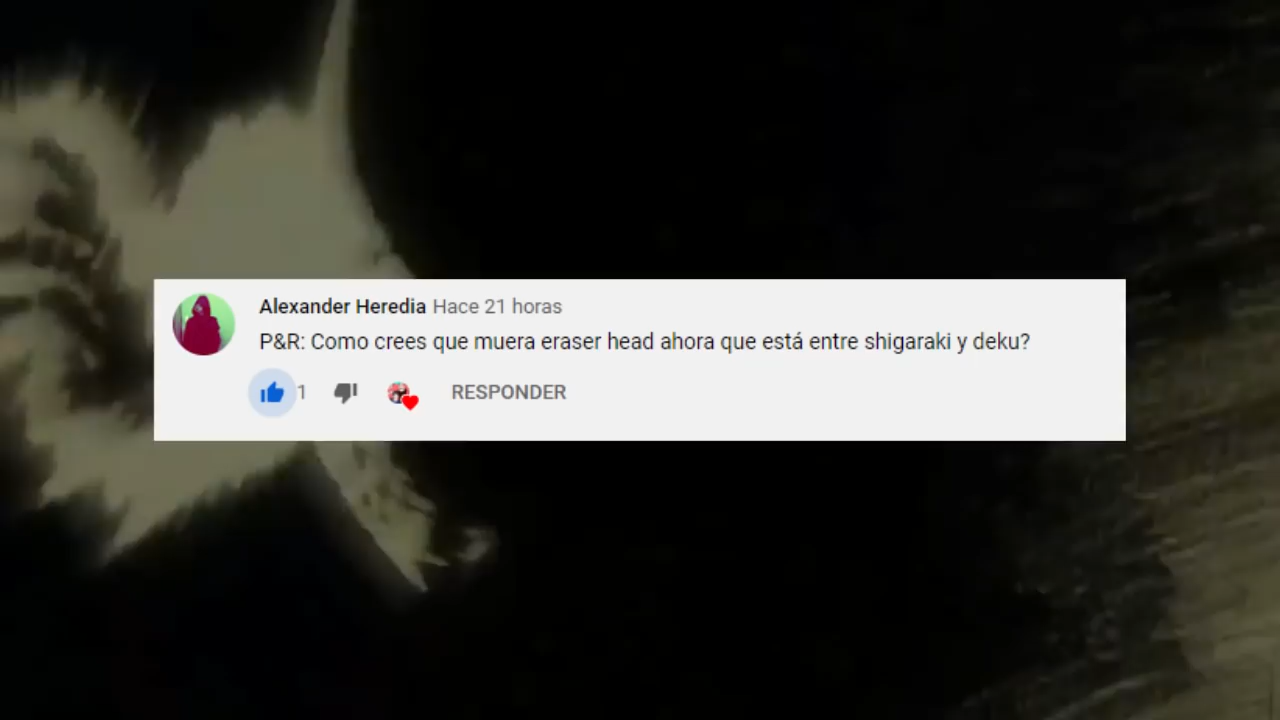 Alexander Heredia Hace 21 horas
P&R: Como crees que muera eraser head ahora que está entre shigaraki y deku?
1 RESPONDER